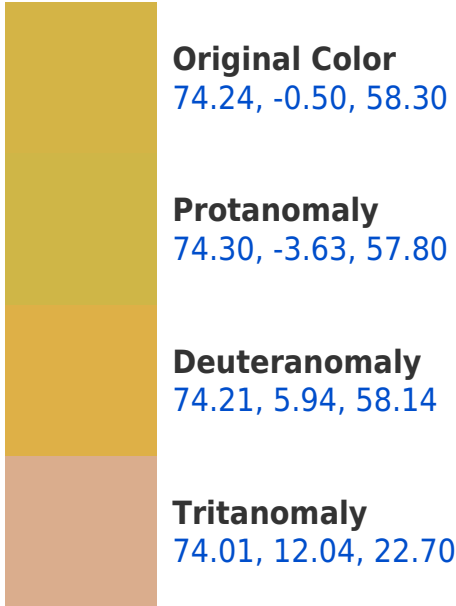 Original Color
74.24, -0.50, 58.30
Protanomaly
74.30, -3.63, 57.80
Deuteranomaly
74.21, 5.94, 58.14
Tritanomaly
74.01, 12.04, 22.70